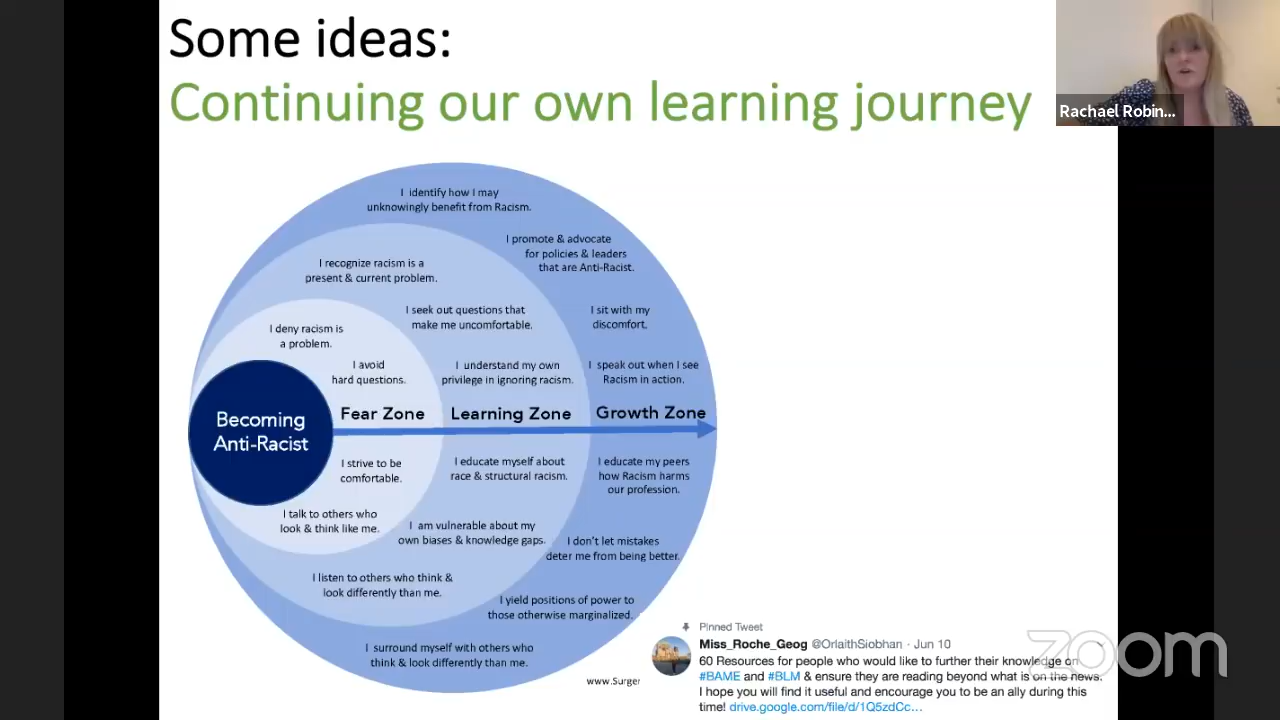 Some ideas:
Continuing our own learning journey
Rachael Robin...
I identify how I may
unknowingly benefit from Racism.
I promote & advocate
for policies & leaders
that are Anti-Racist.
I recognize racism is a
present & current problem.
I seek out questions that
make me uncomfortable.
I sit with my
discomfort.
I deny racism is
a problem.
I avoid
hard questions.
I understand my own
privilege in ignoring racism.
I speak out when I see
Racism in action.
Becoming
Anti-Racist
Fear Zone
Learning Zone
Growth Zone
I strive to be
comfortable.
I educate myself about
race & structural racism.
I educate my peers
how Racism harms
our profession.
I talk to others who
look & think like me.
I am vulnerable about my
own biases & knowledge gaps.
I don't let mistakes
deter me from being better.
I listen to others who think &
look differently than me.
I yield positions of power to
those otherwise marginalized.
I surround myself with others who
think & look differently than me.
www.Surger
Pinned Tweet
Miss_Roche_Geog @OrlaithSiobhan · Jun 10
60 Resources for people who would like to further their knowledge on
#BAME and #BLM & ensure they are reading beyond what is on the news.
I hope you will find it useful and encourage you to be an ally during this
time! drive.google.com/file/d/1Q5zdCc...
zoom